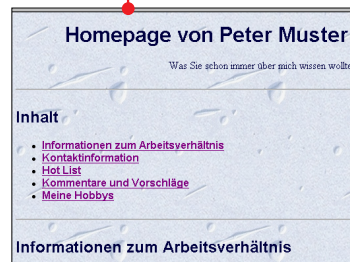 Homepage von Peter Muster
Was Sie schon immer über mich wissen wollte
Inhalt
Informationen zum Arbeitsverhältnis
Kontaktinformation
Hot List
Kommentare und Vorschläge
Meine Hobbys
Informationen zum Arbeitsverhältnis